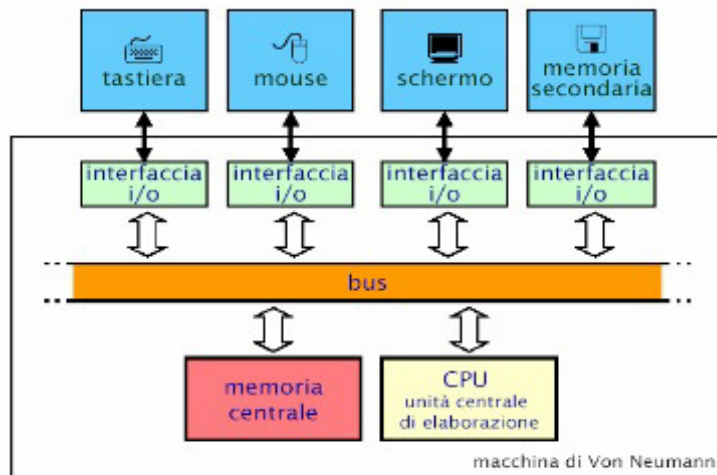 tastiera
mouse
schermo
memoria
secondaria
interfaccia
i/o
interfaccia
i/o
interfaccia
i/o
interfaccia
i/o
bus
memoria
centrale
CPU
unità centrale
di elaborazione
macchina di Von Neumann